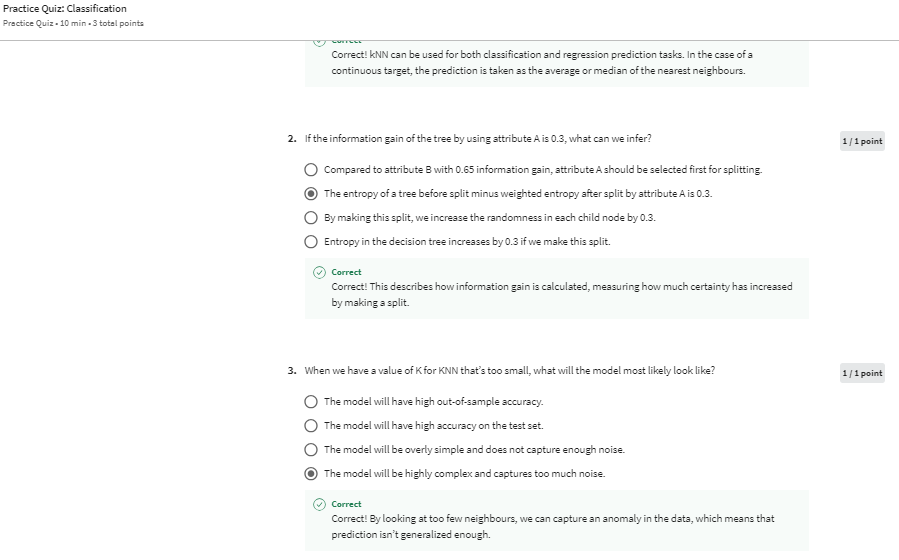 Practice Quiz: Classification
Practice Quiz • 10 min • 3 total points
Correct
Correct! kNN can be used for both classification and regression prediction tasks. In the case of a
continuous target, the prediction is taken as the average or median of the nearest neighbours.
2. If the information gain of the tree by using attribute A is 0.3, what can we infer?
1 / 1 point
Compared to attribute B with 0.65 information gain, attribute A should be selected first for splitting.
The entropy of a tree before split minus weighted entropy after split by attribute A is 0.3.
By making this split, we increase the randomness in each child node by 0.3.
Entropy in the decision tree increases by 0.3 if we make this split.
Correct
Correct! This describes how information gain is calculated, measuring how much certainty has increased
by making a split.
3. When we have a value of K for KNN that's too small, what will the model most likely look like?
1 / 1 point
The model will have high out-of-sample accuracy.
The model will have high accuracy on the test set.
The model will be overly simple and does not capture enough noise.
The model will be highly complex and captures too much noise.
Correct
Correct! By looking at too few neighbours, we can capture an anomaly in the data, which means that
prediction isn't generalized enough.